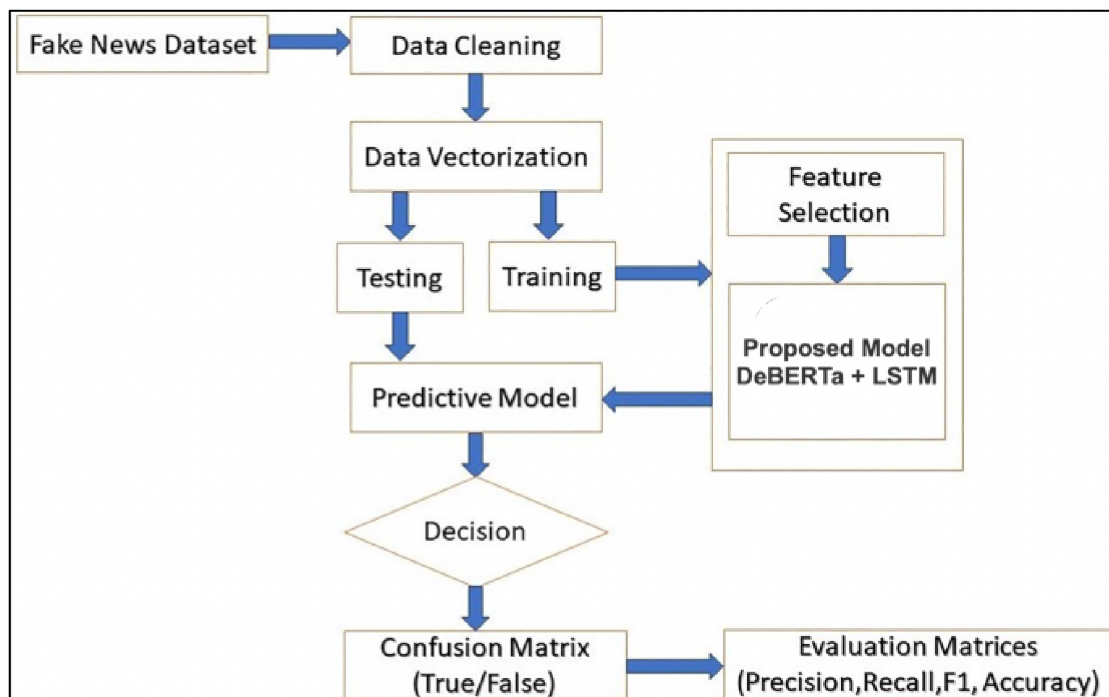 Fake News Dataset
Data Cleaning
Data Vectorization
Feature
Selection
Testing
Training
Proposed Model
DeBERTa + LSTM
Predictive Model
Decision
Confusion Matrix
(True/False)
Evaluation Matrices
(Precision,Recall,F1, Accuracy)